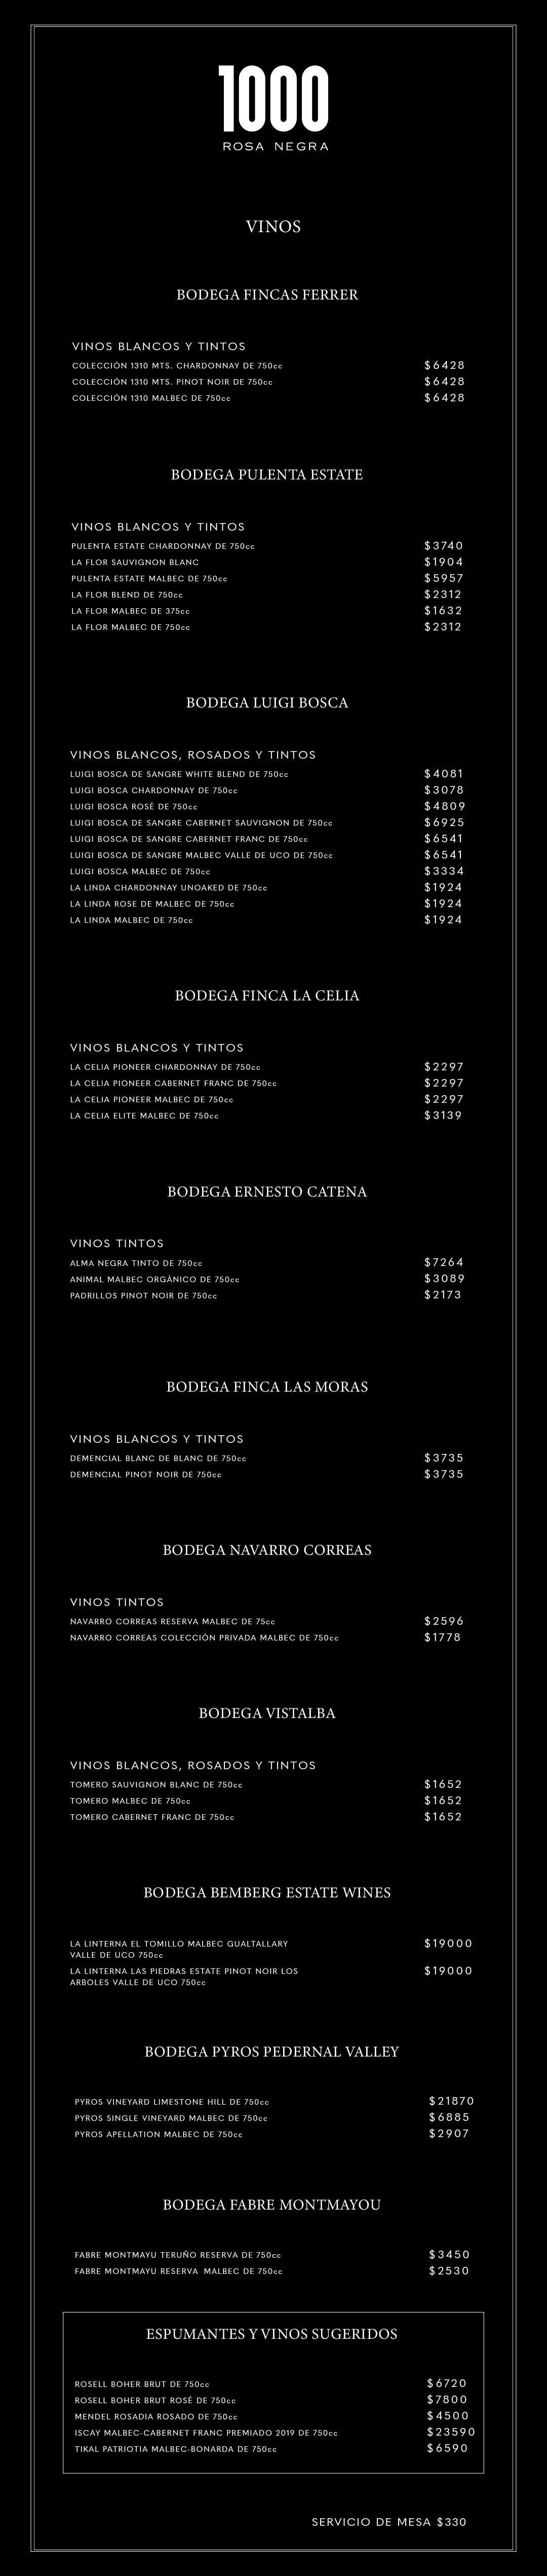 1000
ROSA NEGRA
VINOS
BODEGA FINCAS FERRER
VINOS BLANCOS Y TINTOS
COLECCIÓN 1310 MTS. CHARDONNAY DE 750cc $6428
COLECCIÓN 1310 MTS. PINOT NOIR DE 750cc $6428
COLECCIÓN 1310 MALBEC DE 750cc $6428
BODEGA PULENTA ESTATE
VINOS BLANCOS Y TINTOS
PULENTA ESTATE CHARDONNAY DE 750cc $3740
LA FLOR SAUVIGNON BLANC $1904
PULENTA ESTATE MALBEC DE 750cc $5957
LA FLOR BLEND DE 750cc $2312
LA FLOR MALBEC DE 375cc $1632
LA FLOR MALBEC DE 750cc $2312
BODEGA LUIGI BOSCA
VINOS BLANCOS, ROSADOS Y TINTOS
LUIGI BOSCA DE SANGRE WHITE BLEND DE 750cc $4081
LUIGI BOSCA CHARDONNAY DE 750cc $3078
LUIGI BOSCA ROSÉ DE 750cc $4809
LUIGI BOSCA DE SANGRE CABERNET SAUVIGNON DE 750cc $6925
LUIGI BOSCA DE SANGRE CABERNET FRANC DE 750cc $6541
LUIGI BOSCA DE SANGRE MALBEC VALLE DE UCO DE 750cc $6541
LUIGI BOSCA MALBEC DE 750cc $3334
LA LINDA CHARDONNAY UNOAKED DE 750cc $1924
LA LINDA ROSE DE MALBEC DE 750cc $1924
LA LINDA MALBEC DE 750cc $1924
BODEGA FINCA LA CELIA
VINOS BLANCOS Y TINTOS
LA CELIA PIONEER CHARDONNAY DE 750cc $2297
LA CELIA PIONEER CABERNET FRANC DE 750cc $2297
LA CELIA PIONEER MALBEC DE 750cc $2297
LA CELIA ELITE MALBEC DE 750cc $3139
BODEGA ERNESTO CATENA
VINOS TINTOS
ALMA NEGRA TINTO DE 750cc $7264
ANIMAL MALBEC ORGÁNICO DE 750cc $3089
PADRILLOS PINOT NOIR DE 750cc $2173
BODEGA FINCA LAS MORAS
VINOS BLANCOS Y TINTOS
DEMENCIAL BLANC DE BLANC DE 750cc $3735
DEMENCIAL PINOT NOIR DE 750cc $3735
BODEGA NAVARRO CORREAS
VINOS TINTOS
NAVARRO CORREAS RESERVA MALBEC DE 75cc $2596
NAVARRO CORREAS COLECCIÓN PRIVADA MALBEC DE 750cc $1778
BODEGA VISTALBA
VINOS BLANCOS, ROSADOS Y TINTOS
TOMERO SAUVIGNON BLANC DE 750cc $1652
TOMERO MALBEC DE 750cc $1652
TOMERO CABERNET FRANC DE 750cc $1652
BODEGA BEMBERG ESTATE WINES
LA LINTERNA EL TOMILLO MALBEC GUALTALLARY $19000
VALLE DE UCO 750cc
LA LINTERNA LAS PIEDRAS ESTATE PINOT NOIR LOS $19000
ARBOLES VALLE DE UCO 750cc
BODEGA PYROS PEDERNAL VALLEY
PYROS VINEYARD LIMESTONE HILL DE 750cc $21870
PYROS SINGLE VINEYARD MALBEC DE 750cc $6885
PYROS APELLATION MALBEC DE 750cc $2907
BODEGA FABRE MONTMAYOU
FABRE MONTMAYU TERUÑO RESERVA DE 750cc $3450
FABRE MONTMAYU RESERVA MALBEC DE 750cc $2530
ESPUMANTES Y VINOS SUGERIDOS
ROSELL BOHER BRUT DE 750cc $6720
ROSELL BOHER BRUT ROSÉ DE 750cc $7800
MENDEL ROSADIA ROSADO DE 750cc $4500
ISCAY MALBEC-CABERNET FRANC PREMIADO 2019 DE 750cc $23590
TIKAL PATRIOTIA MALBEC-BONARDA DE 750cc $6590
SERVICIO DE MESA $330